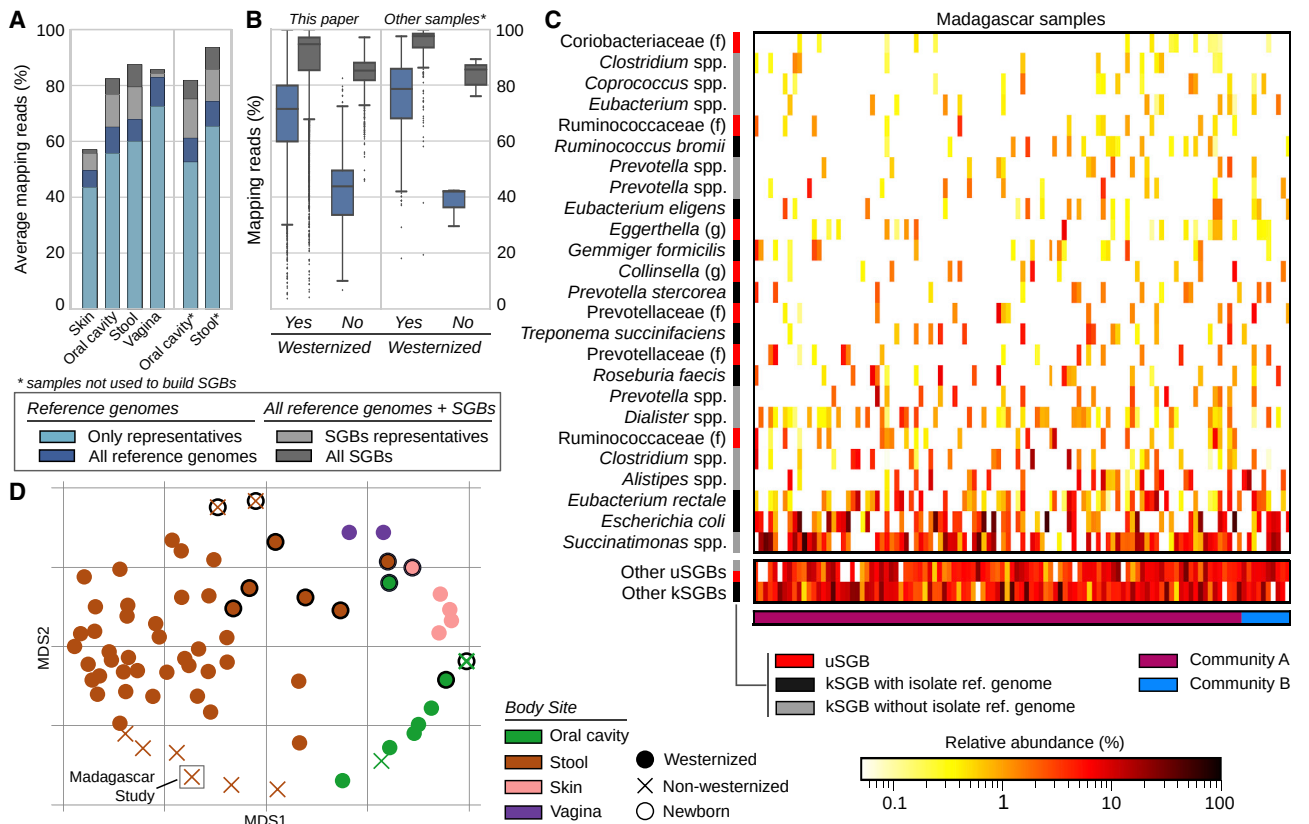 A
Average mapping reads (%)
100
80
60
40
20
0
Skin
Oral cavity
Stool
Vagina
Oral cavity*
Stool*
* samples not used to build SGBs
Reference genomes
Only representatives
All reference genomes
All reference genomes + SGBs
SGBs representatives
All SGBs
B
This paper
Other samples*
Mapping reads (%)
100
80
60
40
20
0
Yes
No
Yes
No
Westernized
Westernized
C
Madagascar samples
Coriobacteriaceae (f)
Clostridium spp.
Coprococcus spp.
Eubacterium spp.
Ruminococcaceae (f)
Ruminococcus bromii
Prevotella spp.
Prevotella spp.
Eubacterium eligens
Eggerthella (g)
Gemmiger formicilis
Collinsella (g)
Prevotella stercorea
Prevotellaceae (f)
Treponema succinifaciens
Prevotellaceae (f)
Roseburia faecis
Prevotella spp.
Dialister spp.
Ruminococcaceae (f)
Clostridium spp.
Alistipes spp.
Eubacterium rectale
Escherichia coli
Succinatimonas spp.
Other uSGBs
Other kSGBs
uSGB
kSGB with isolate ref. genome
kSGB without isolate ref. genome
Community A
Community B
Relative abundance (%)
0.1
1
10
100
D
MDS2
MDS1
Madagascar
Study
Body Site
Oral cavity
Stool
Skin
Vagina
Westernized
Non-westernized
Newborn